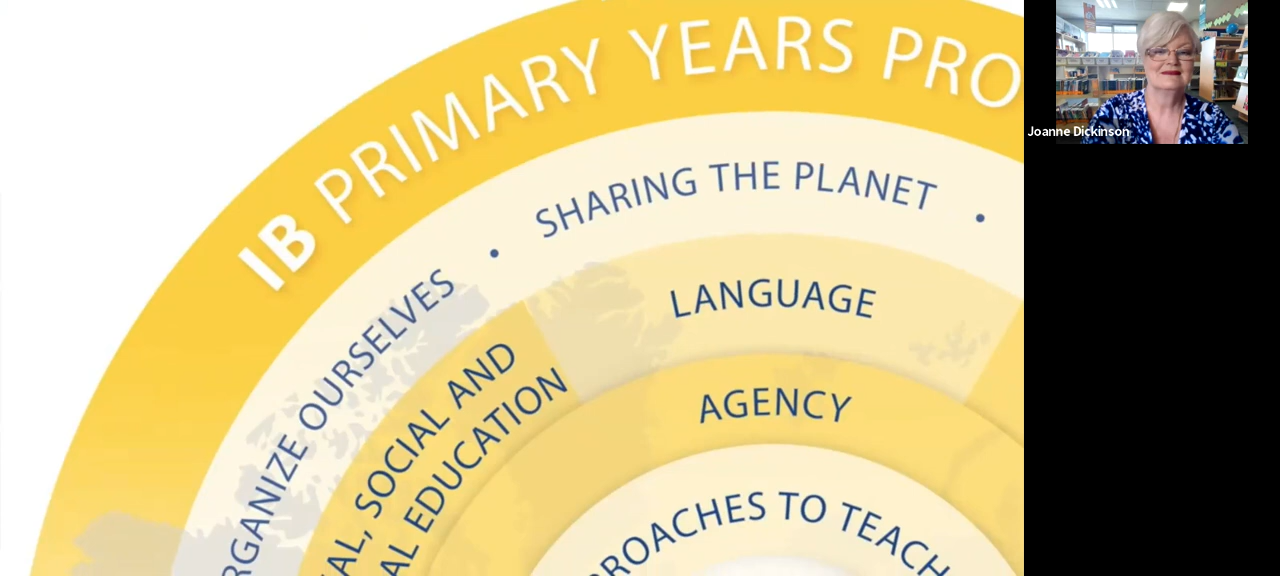 IB PRIMARY YEARS PRO
SHARING THE PLANET
RGANIZE OURSELVES
LANGUAGE
AL, SOCIAL AND
AL EDUCATION
AGENCY
ROACHES TO TEACH
Joanne Dickinson